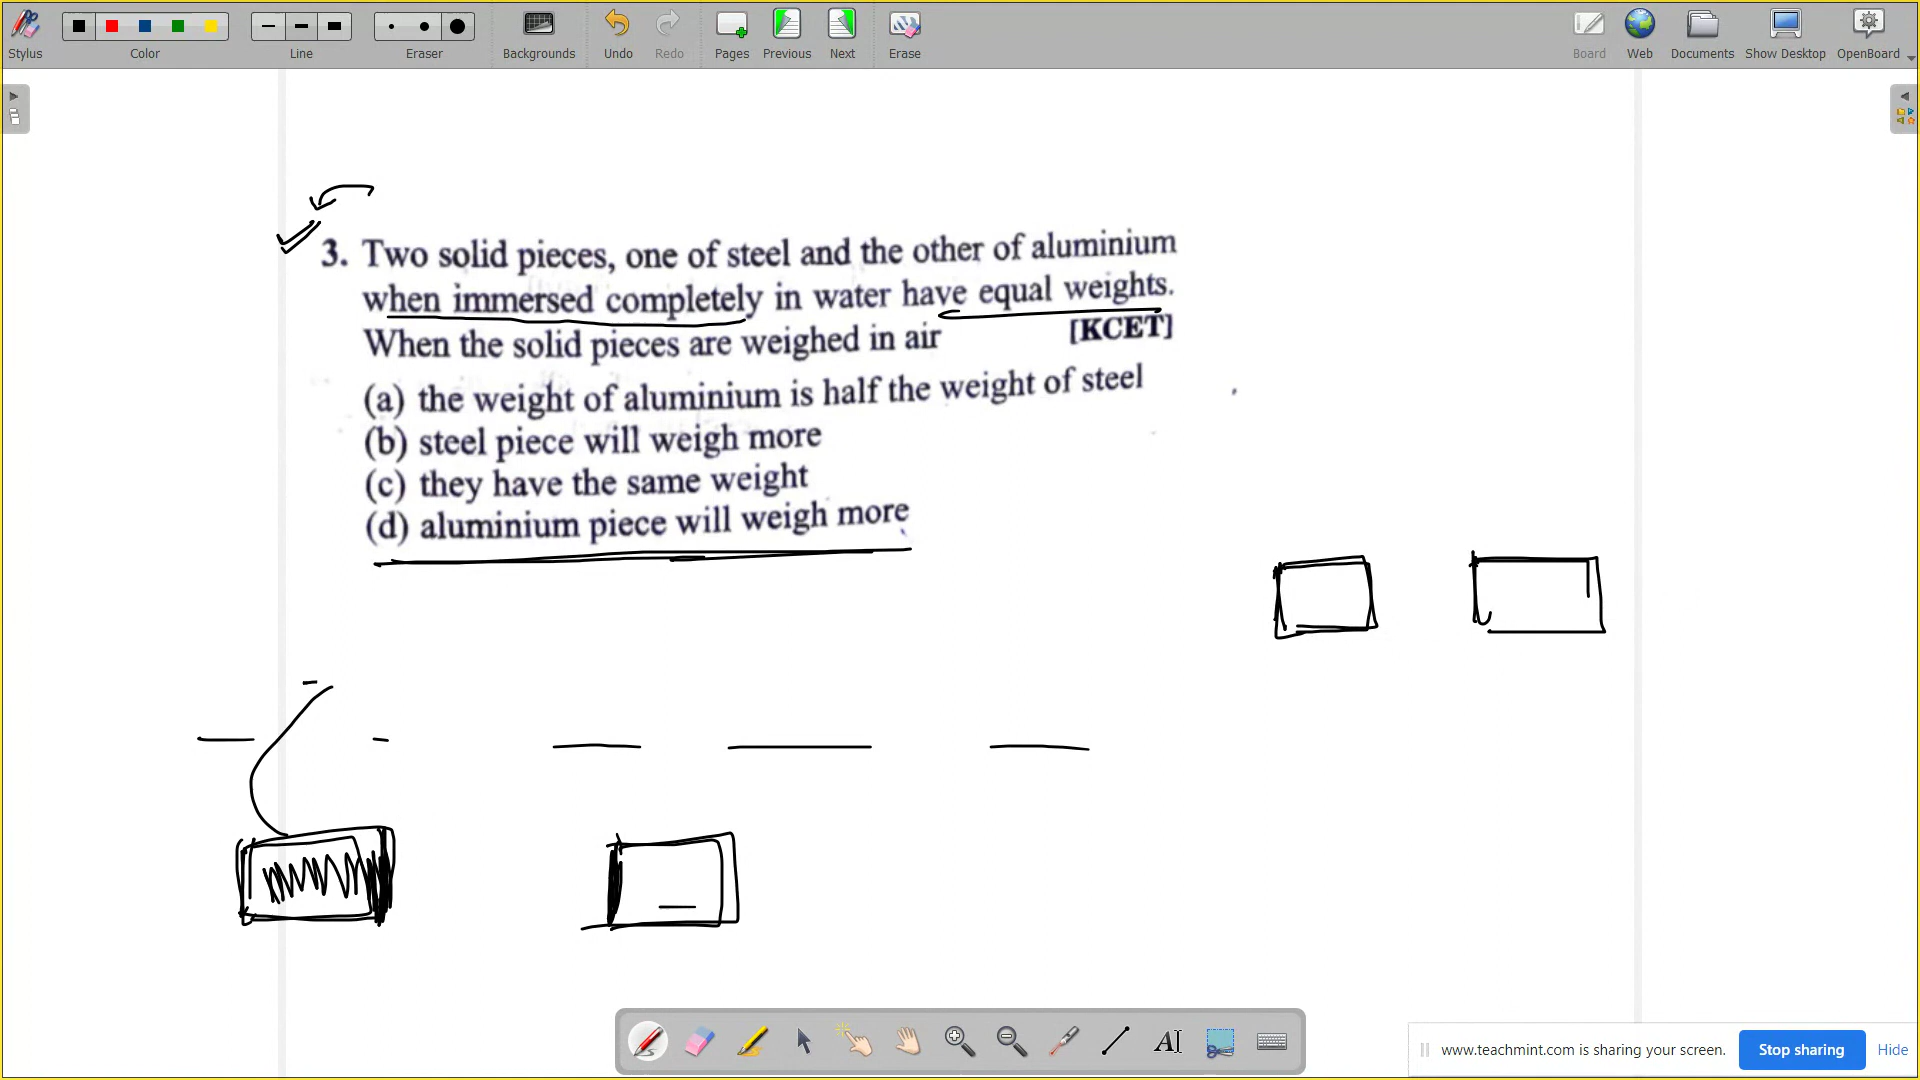 Stylus
Color
Line
Eraser
Backgrounds
Undo
Redo
Pages
Previous
Next
Erase
Board
Web
Documents
Show Desktop
OpenBoard
3. Two solid pieces, one of steel and the other of aluminium
when immersed completely in water have equal weights.
When the solid pieces are weighed in air [KCET]
(a) the weight of aluminium is half the weight of steel
(b) steel piece will weigh more
(c) they have the same weight
(d) aluminium piece will weigh more
www.teachmint.com is sharing your screen.
Stop sharing
Hide